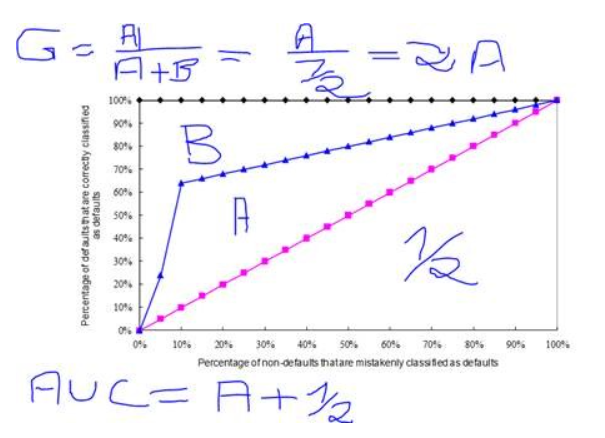 G = A/(A+B) = A/(1/2) = 2A
Percentage of defaults that are correctly classified
as defaults
100%
90%
80%
70%
60%
50%
40%
30%
20%
10%
0%
B
A
1/2
0% 10% 20% 30% 40% 50% 60% 70% 80% 90% 100%
Percentage of non-defaults that are mistakenly classified as defaults
AUC = A + 1/2